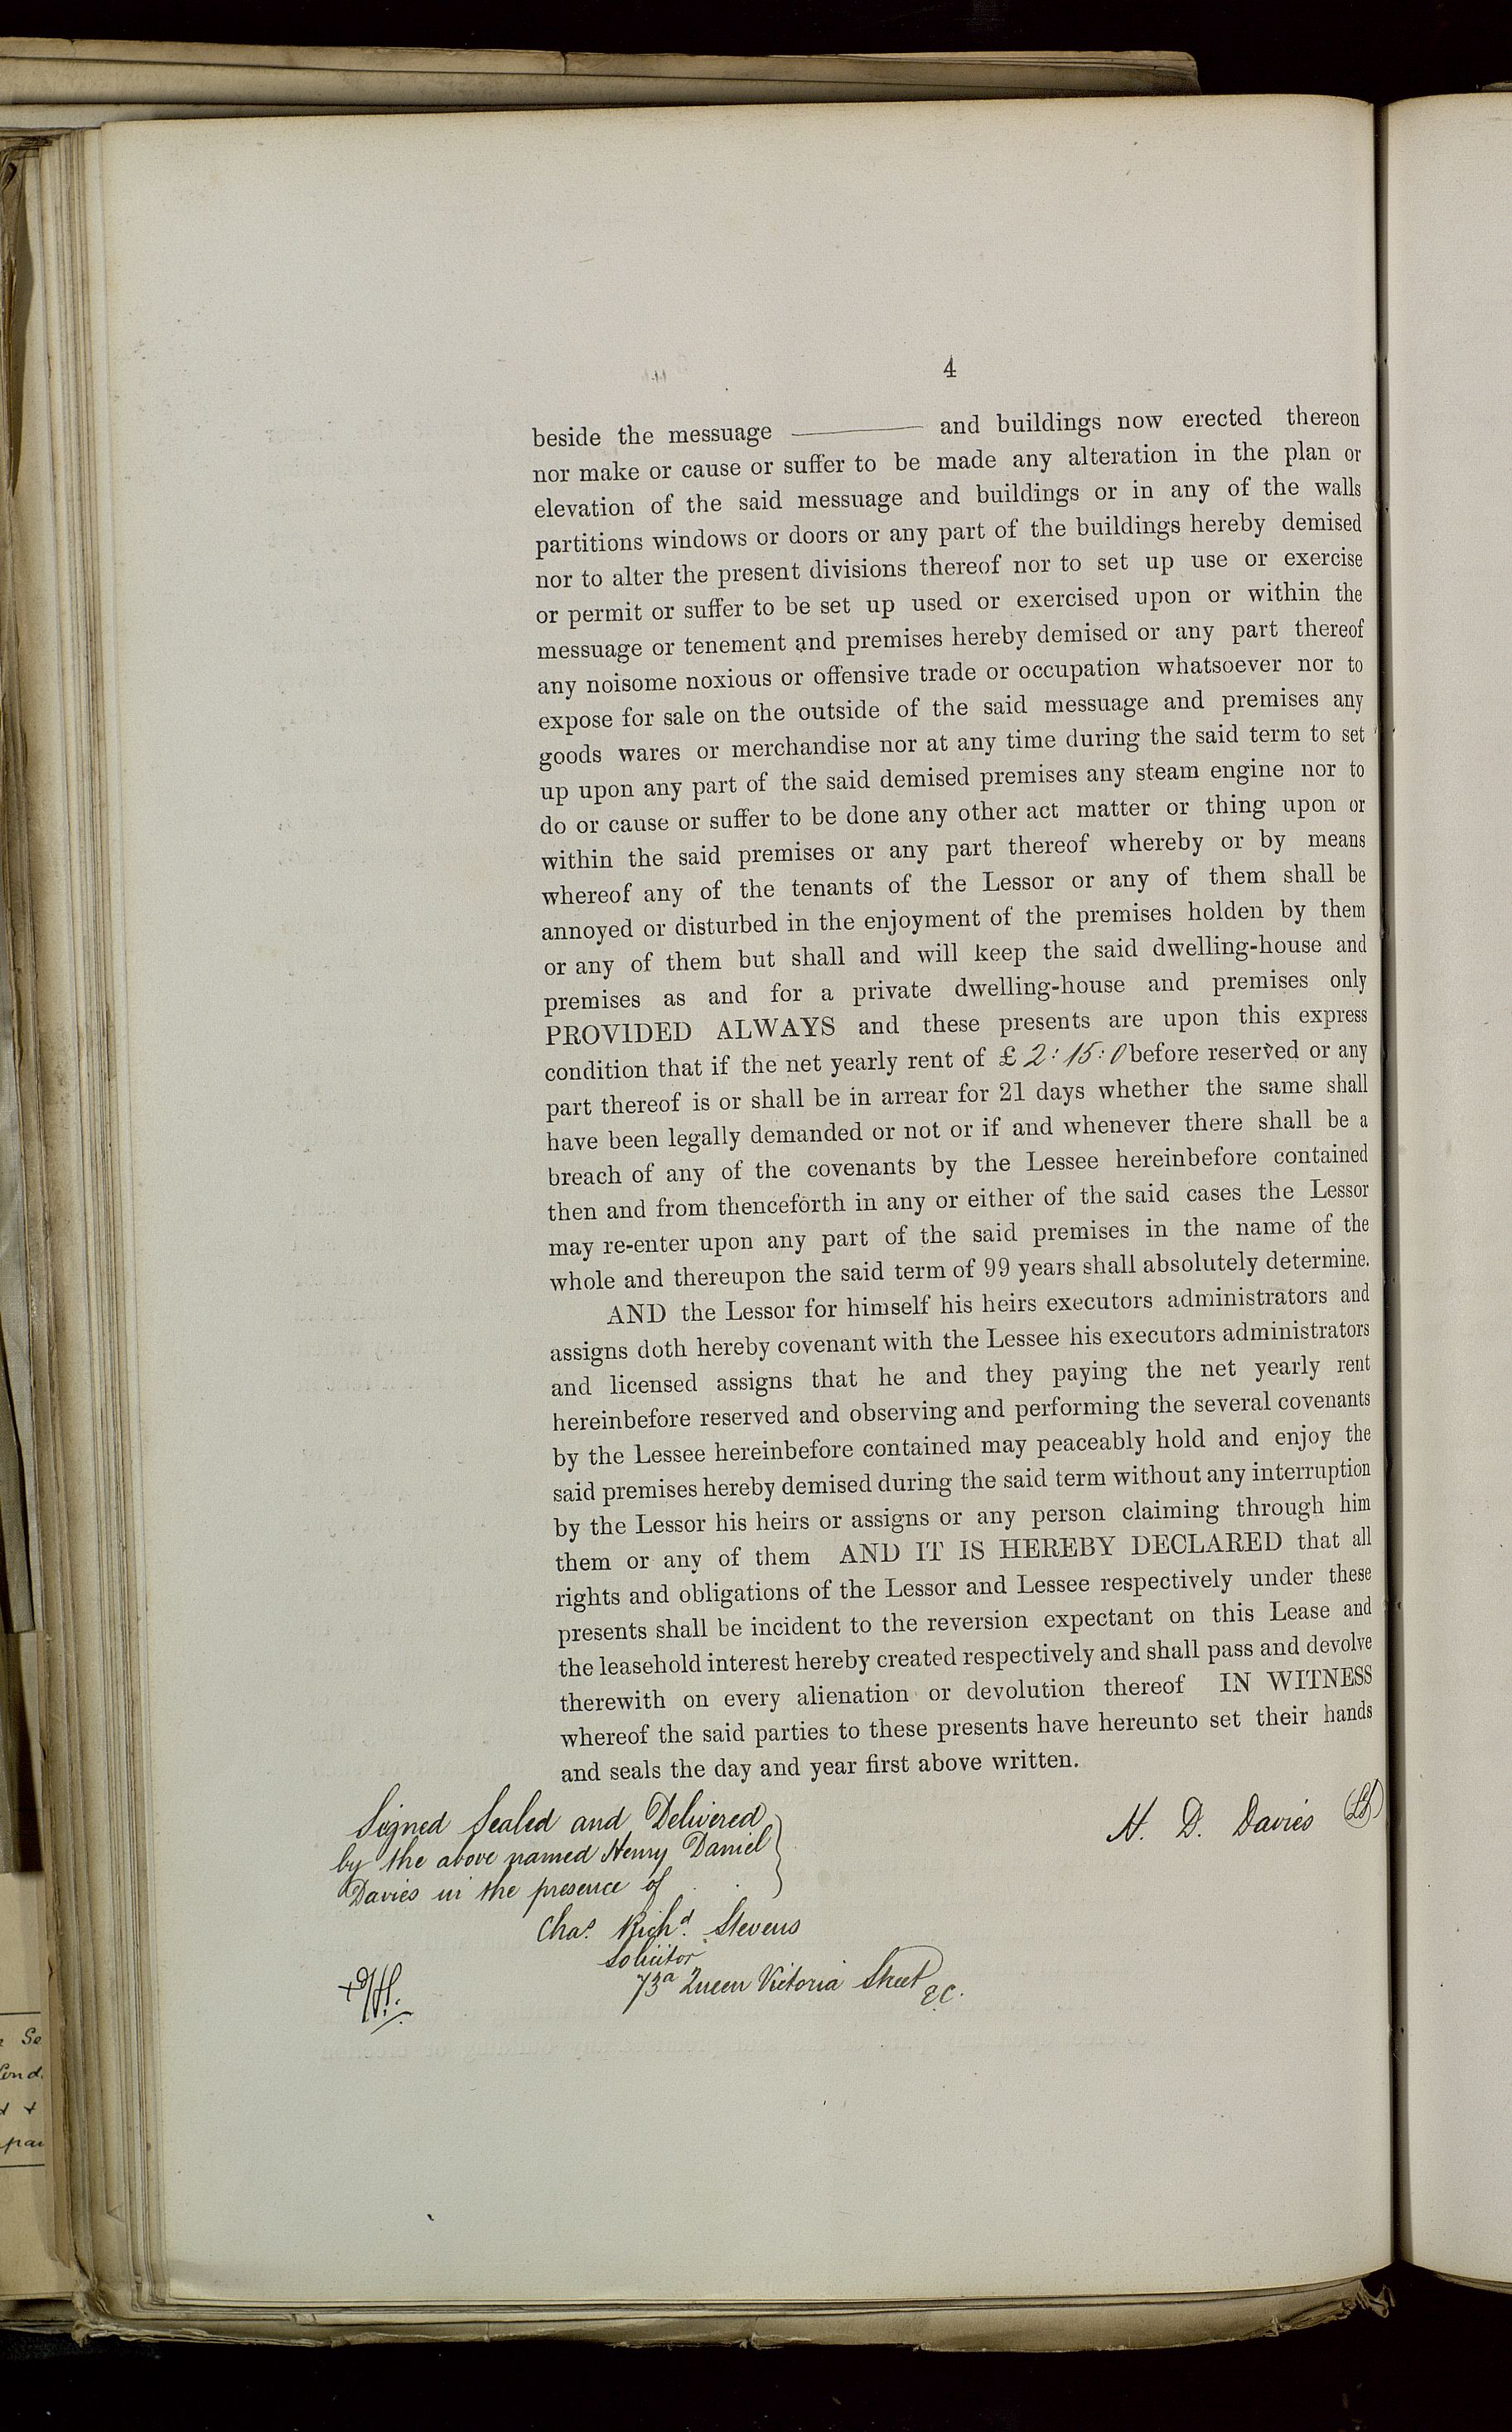 4
beside the messuage ——— and buildings now erected thereon
nor make or cause or suffer to be made any alteration in the plan or
elevation of the said messuage and buildings or in any of the walls
partitions windows or doors or any part of the buildings hereby demised
nor to alter the present divisions thereof nor to set up use or exercise
or permit or suffer to be set up used or exercised upon or within the
messuage or tenement and premises hereby demised or any part thereof
any noisome noxious or offensive trade or occupation whatsoever nor to
expose for sale on the outside of the said messuage and premises any
goods wares or merchandise nor at any time during the said term to set
up upon any part of the said demised premises any steam engine nor to
do or cause or suffer to be done any other act matter or thing upon or
within the said premises or any part thereof whereby or by means
whereof any of the tenants of the Lessor or any of them shall be
annoyed or disturbed in the enjoyment of the premises holden by them
or any of them but shall and will keep the said dwelling-house and
premises as and for a private dwelling-house and premises only
PROVIDED ALWAYS and these presents are upon this express
condition that if the net yearly rent of £ 2:15:0 before reserved or any
part thereof is or shall be in arrear for 21 days whether the same shall
have been legally demanded or not or if and whenever there shall be a
breach of any of the covenants by the Lessee hereinbefore contained
then and from thenceforth in any or either of the said cases the Lessor
may re-enter upon any part of the said premises in the name of the
whole and thereupon the said term of 99 years shall absolutely determine.
AND the Lessor for himself his heirs executors administrators and
assigns doth hereby covenant with the Lessee his executors administrators
and licensed assigns that he and they paying the net yearly rent
hereinbefore reserved and observing and performing the several covenants
by the Lessee hereinbefore contained may peaceably hold and enjoy the
said premises hereby demised during the said term without any interruption
by the Lessor his heirs or assigns or any person claiming through him
them or any of them AND IT IS HEREBY DECLARED that all
rights and obligations of the Lessor and Lessee respectively under these
presents shall be incident to the reversion expectant on this Lease and
the leasehold interest hereby created respectively and shall pass and devolve
therewith on every alienation or devolution thereof IN WITNESS
whereof the said parties to these presents have hereunto set their hands
and seals the day and year first above written.
Signed Sealed and Delivered
by the above named Henry Daniel
Davies in the presence of
H. D. Davies LS
Chas. Richd. Stevens
Solicitor
73a Queen Victoria Street
E.C.